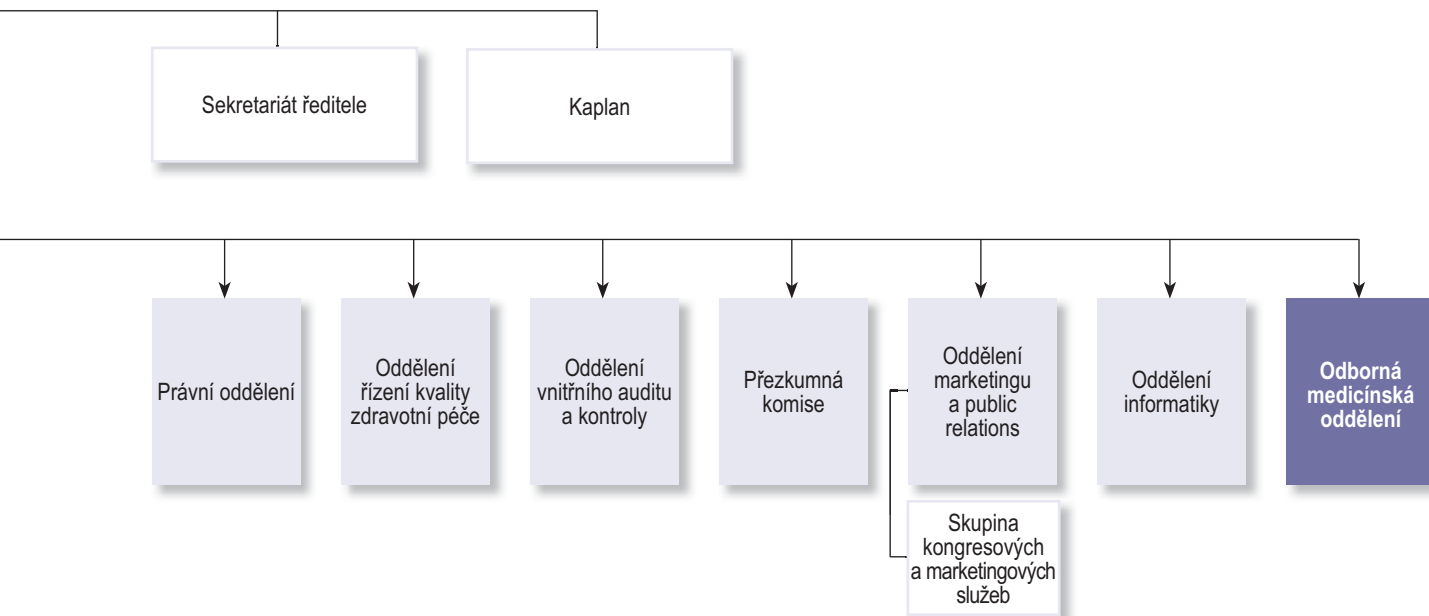 Sekretariát ředitele
Kaplan
Právní oddělení
Oddělení
řízení kvality
zdravotní péče
Oddělení
vnitřního auditu
a kontroly
Přezkumná
komise
Oddělení
marketingu
a public
relations
Oddělení
informatiky
Odborná
medicínská
oddělení
Skupina
kongresových
a marketingových
služeb